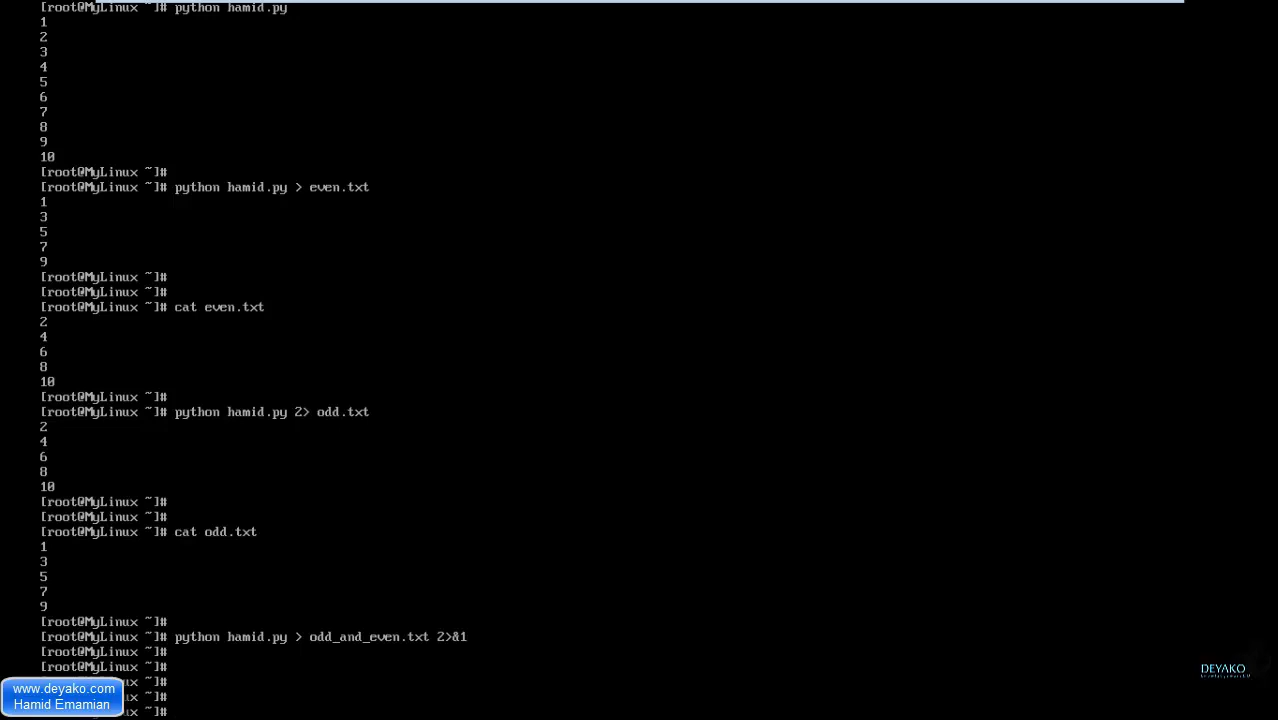 [root@MyLinux ~]# python hamid.py
1
2
3
4
5
6
7
8
9
10
[root@MyLinux ~]#
[root@MyLinux ~]# python hamid.py > even.txt
1
3
5
7
9
[root@MyLinux ~]#
[root@MyLinux ~]#
[root@MyLinux ~]# cat even.txt
2
4
6
8
10
[root@MyLinux ~]#
[root@MyLinux ~]# python hamid.py 2> odd.txt
2
4
6
8
10
[root@MyLinux ~]#
[root@MyLinux ~]#
[root@MyLinux ~]# cat odd.txt
1
3
5
7
9
[root@MyLinux ~]#
[root@MyLinux ~]# python hamid.py > odd_and_even.txt 2>&1
[root@MyLinux ~]#
[root@MyLinux ~]#
ux ~]#
ux ~]#
ux ~]#
www.deyako.com
Hamid Emamian
DEYAKO